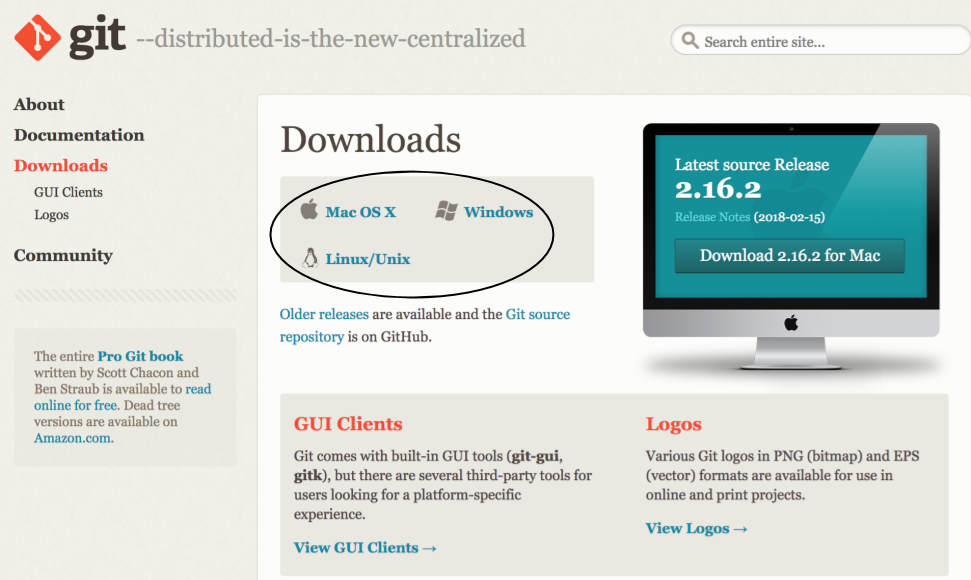 git --distributed-is-the-new-centralized
Search entire site...
About
Documentation
Downloads
GUI Clients
Logos
Community
The entire Pro Git book
written by Scott Chacon and
Ben Straub is available to read
online for free. Dead tree
versions are available on
Amazon.com.
Downloads
Mac OS X
Windows
Linux/Unix
Older releases are available and the Git source
repository is on GitHub.
Latest source Release
2.16.2
Release Notes (2018-02-15)
Download 2.16.2 for Mac
GUI Clients
Git comes with built-in GUI tools (git-gui,
gitk), but there are several third-party tools for
users looking for a platform-specific
experience.
View GUI Clients →
Logos
Various Git logos in PNG (bitmap) and EPS
(vector) formats are available for use in
online and print projects.
View Logos →